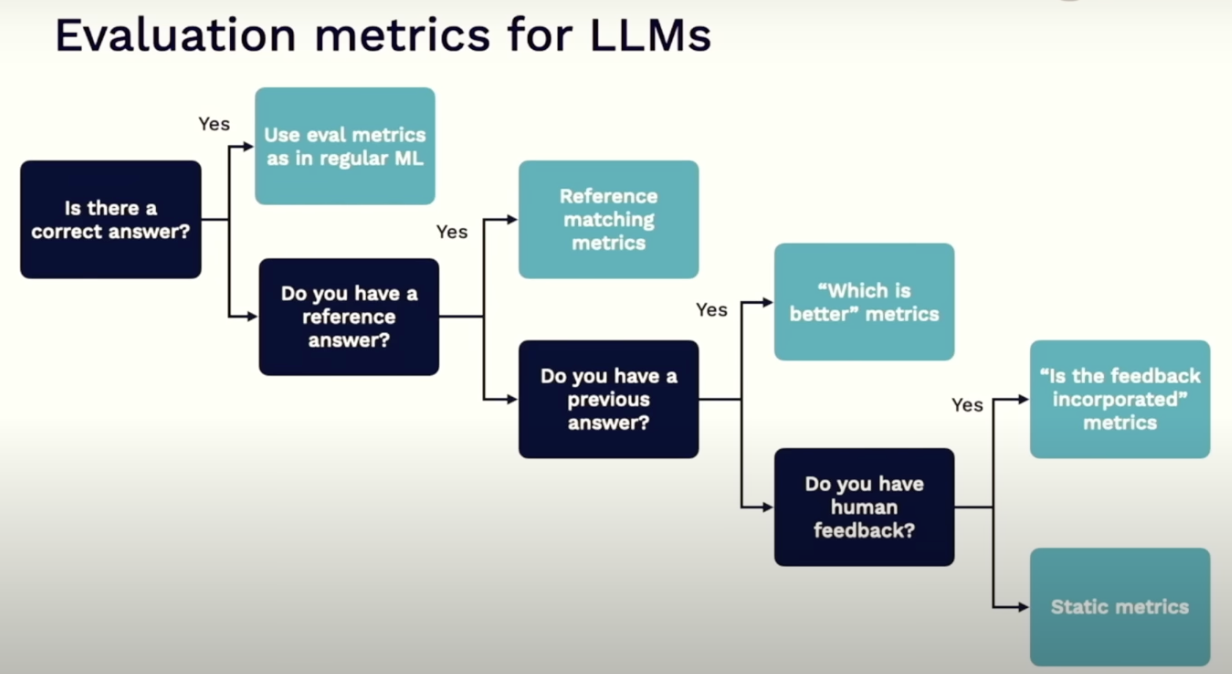 Evaluation metrics for LLMs
Yes
Use eval metrics
as in regular ML
Is there a
correct answer?
Yes
Reference
matching
metrics
Do you have a
reference
answer?
Yes
“Which is
better” metrics
Do you have a
previous
answer?
Yes
“Is the feedback
incorporated”
metrics
Do you have
human
feedback?
Static metrics